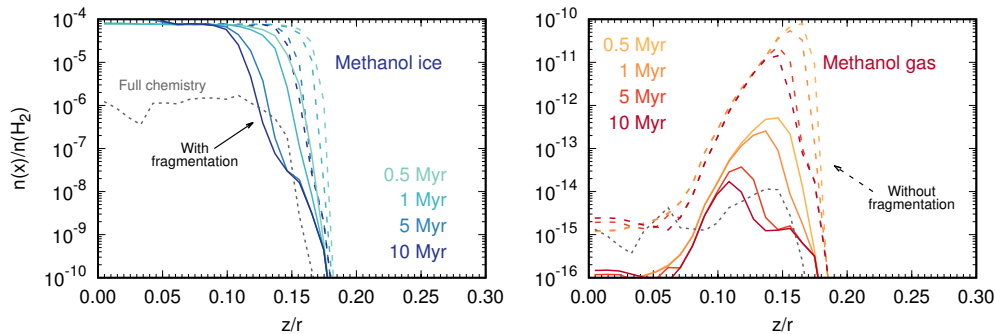 10⁻⁴
10⁻⁵
10⁻⁶
10⁻⁷
10⁻⁸
10⁻⁹
10⁻¹⁰
n(x)/n(H₂)
Methanol ice
Full chemistry
With
fragmentation
0.5 Myr
1 Myr
5 Myr
10 Myr
0.00 0.05 0.10 0.15 0.20 0.25 0.30
z/r
10⁻¹⁰
10⁻¹¹
10⁻¹²
10⁻¹³
10⁻¹⁴
10⁻¹⁵
10⁻¹⁶
0.5 Myr
1 Myr
5 Myr
10 Myr
Methanol gas
Without
fragmentation
0.00 0.05 0.10 0.15 0.20 0.25 0.30
z/r